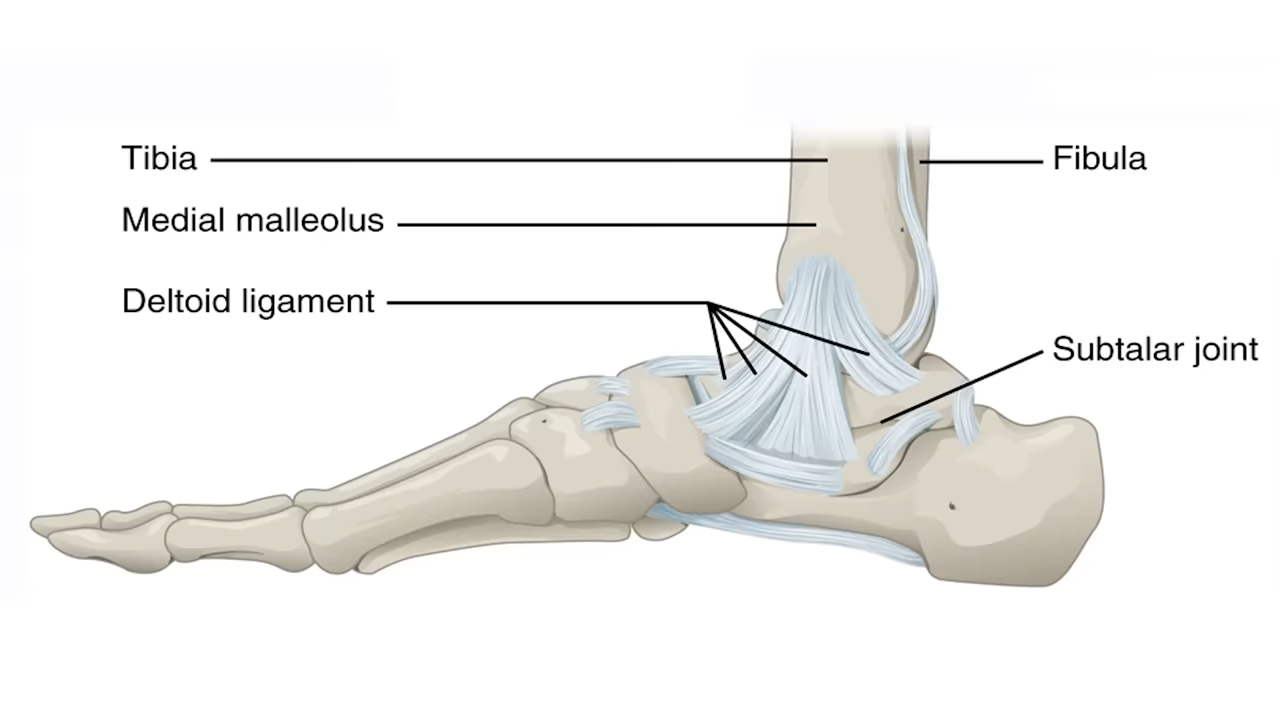 Tibia
Fibula
Medial malleolus
Deltoid ligament
Subtalar joint